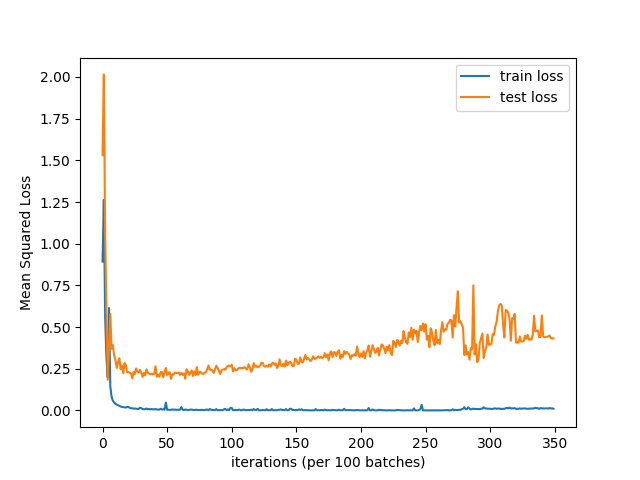 train loss
test loss
2.00
1.75
1.50
1.25
1.00
0.75
0.50
0.25
0.00
Mean Squared Loss
0 50 100 150 200 250 300 350
iterations (per 100 batches)